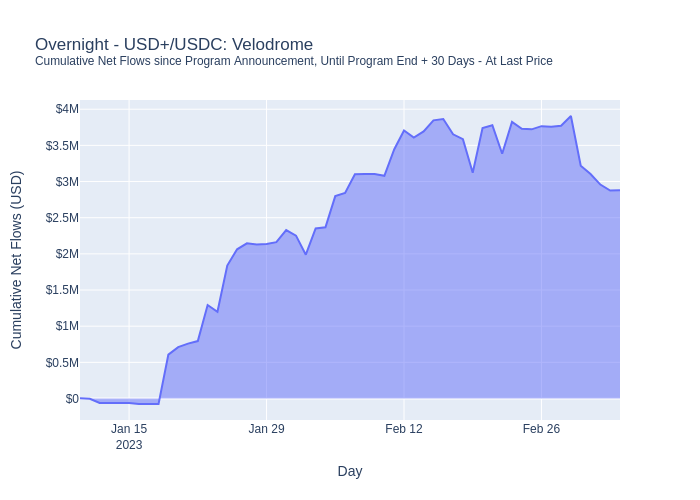 Overnight - USD+/USDC: Velodrome
Cumulative Net Flows since Program Announcement, Until Program End + 30 Days - At Last Price
$4M
$3.5M
$3M
$2.5M
$2M
$1.5M
$1M
$0.5M
$0
Cumulative Net Flows (USD)
Jan 15
2023
Jan 29
Feb 12
Feb 26
Day